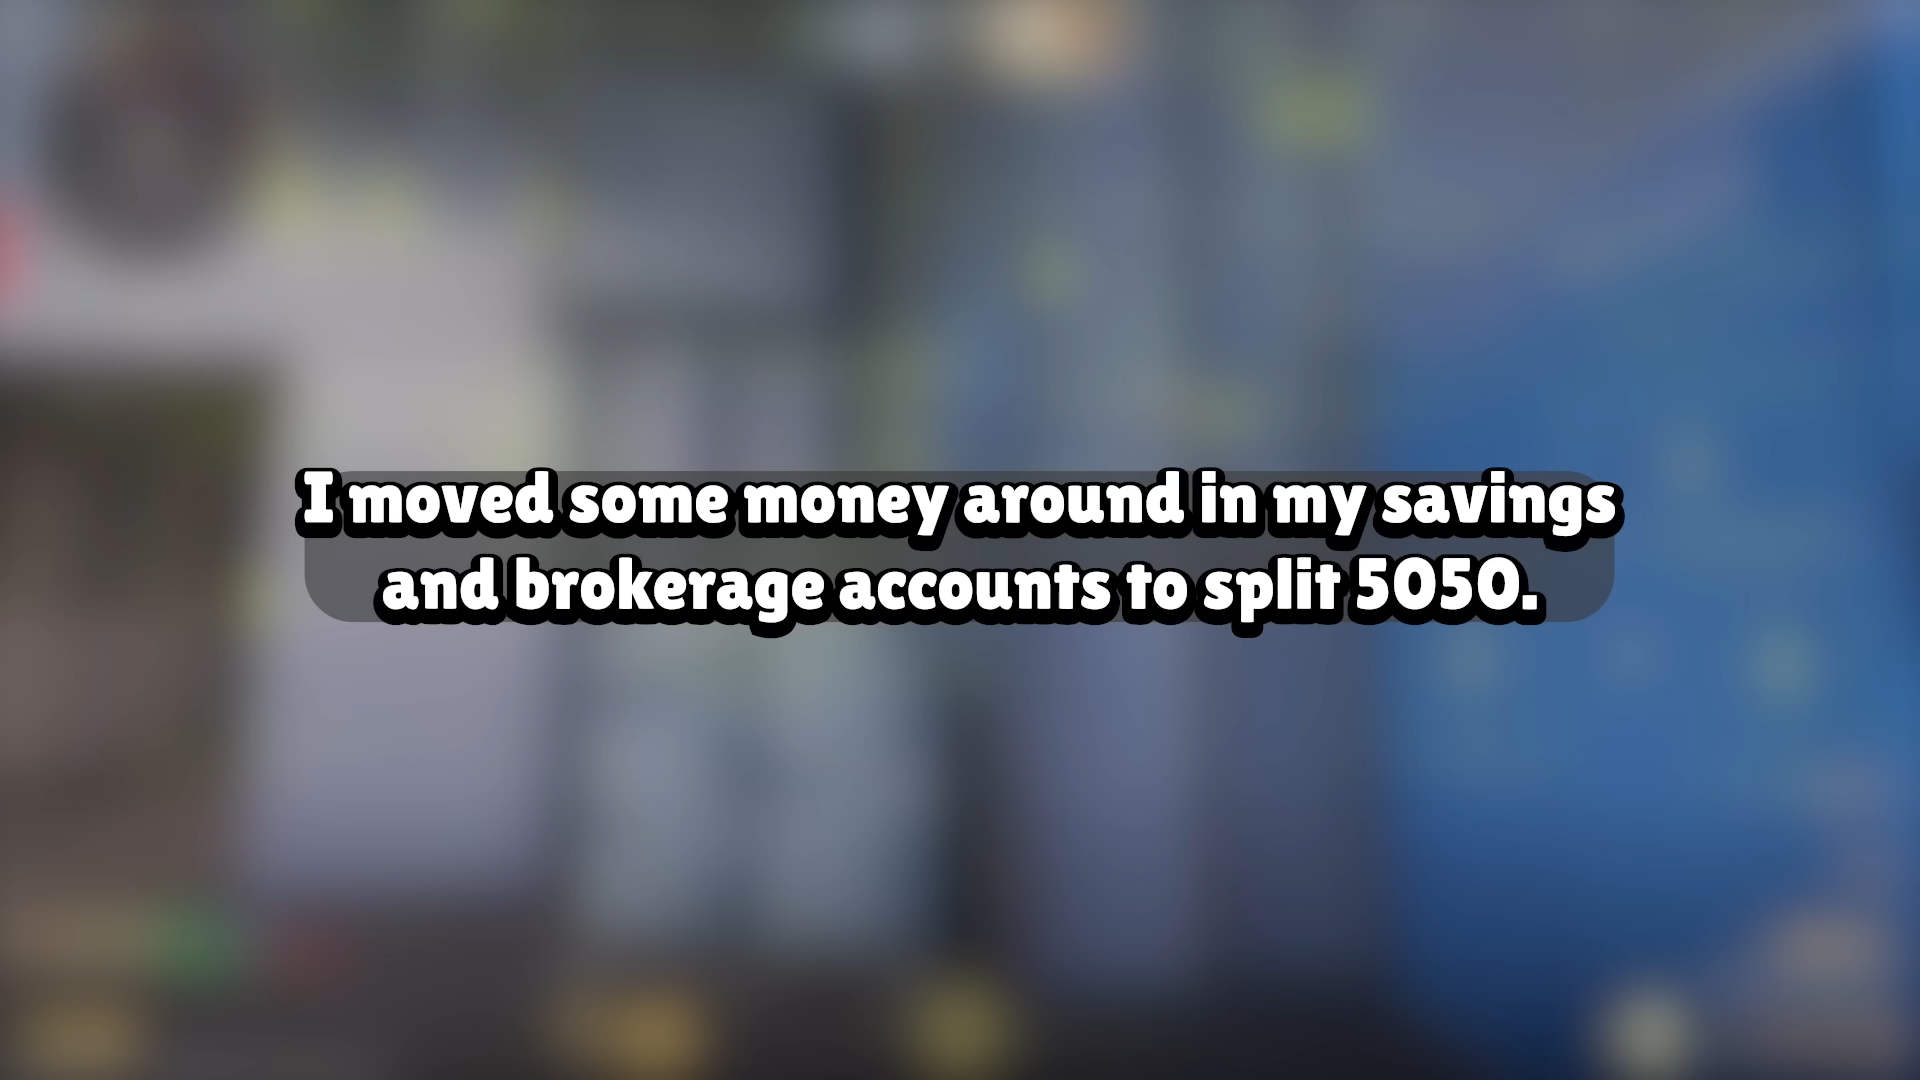 I moved some money around in my savings
and brokerage accounts to split 5050.